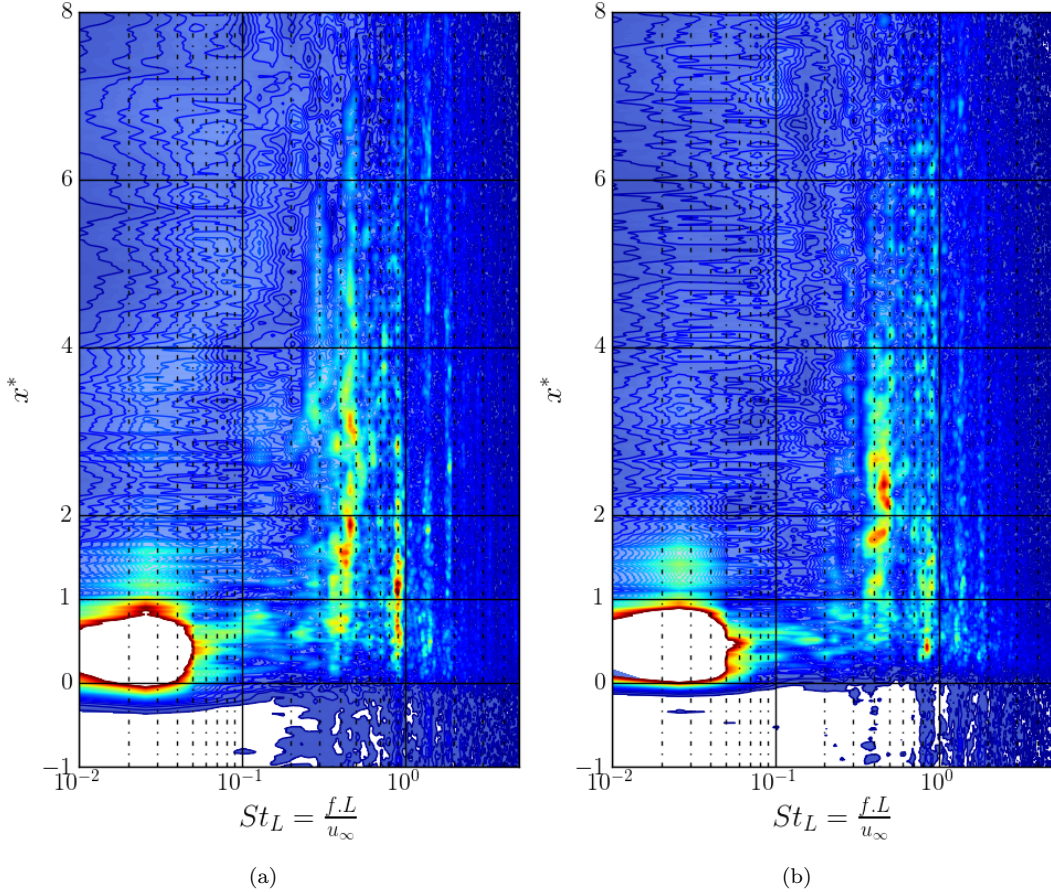 8
6
4
2
1
0
−1
x*
10⁻² 10⁻¹ 10⁰
St_L = f.L / u_∞
(a)
8
6
4
2
1
0
−1
x*
10⁻² 10⁻¹ 10⁰
St_L = f.L / u_∞
(b)